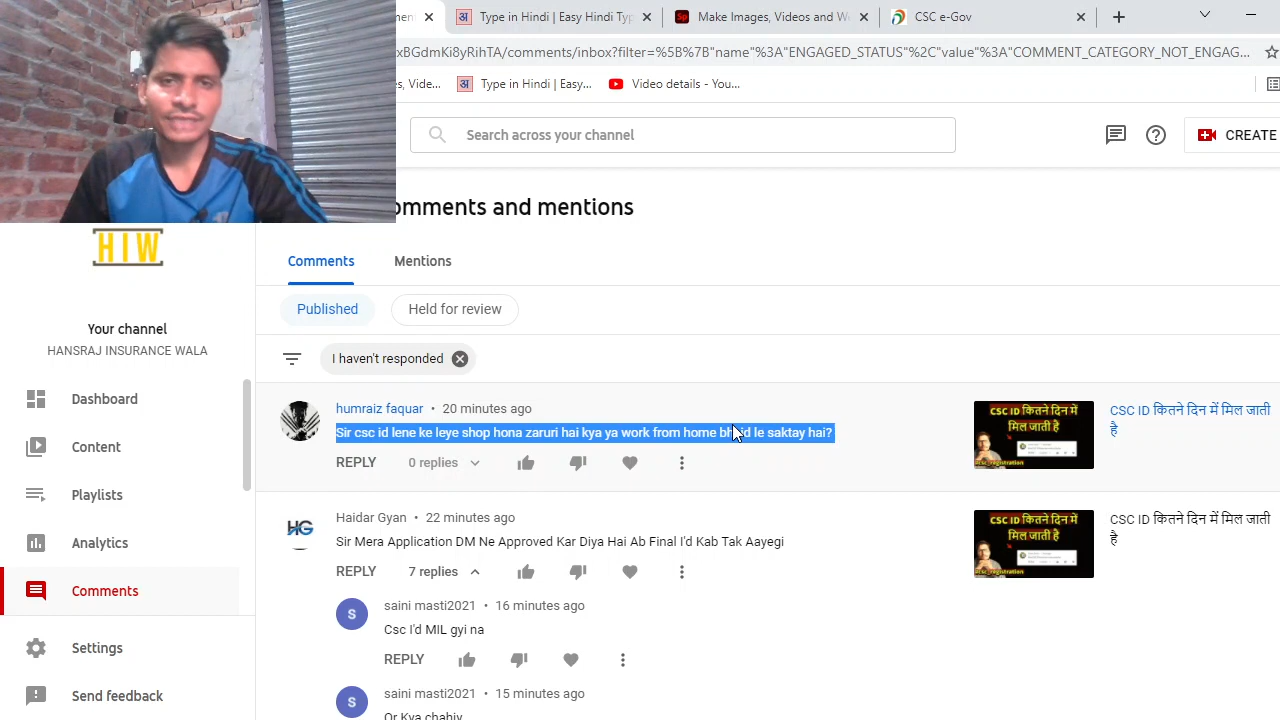 Type in Hindi | Easy Hindi Typ
Make Images, Videos and We
CSC e-Gov
xBGdmKi8yRihTA/comments/inbox?filter=%5B%7B"name"%3A"ENGAGED_STATUS"%2C"value"%3A"COMMENT_CATEGORY_NOT_ENGAG...
es, Vide...
Type in Hindi | Easy...
Video details - You...
Search across your channel
CREATE
omments and mentions
HIW
Comments
Mentions
Published
Held for review
Your channel
HANSRAJ INSURANCE WALA
I haven't responded
Dashboard
Content
Playlists
Analytics
Comments
Settings
Send feedback
humraiz faquar • 20 minutes ago
Sir csc id lene ke leye shop hona zaruri hai kya ya work from home le saktay hai?
REPLY
0 replies
CSC ID कितने दिन में
मिल जाती है
CSC ID कितने दिन में मिल जाती
है
HG
Haidar Gyan • 22 minutes ago
Sir Mera Application DM Ne Approved Kar Diya Hai Ab Final I'd Kab Tak Aayegi
REPLY
7 replies
CSC ID कितने दिन में
मिल जाती है
CSC ID कितने दिन में मिल जाती
है
S
saini masti2021 • 16 minutes ago
Csc I'd MIL gyi na
REPLY
S
saini masti2021 • 15 minutes ago
Or Kya chahiy